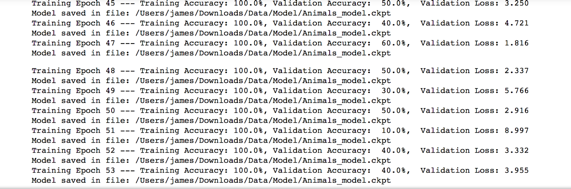 Training Epoch 45 --- Training Accuracy: 100.0%, Validation Accuracy: 50.0%, Validation Loss: 3.250
Model saved in file: /Users/james/Downloads/Data/Model/Animals_model.ckpt
Training Epoch 46 --- Training Accuracy: 100.0%, Validation Accuracy: 40.0%, Validation Loss: 4.721
Model saved in file: /Users/james/Downloads/Data/Model/Animals_model.ckpt
Training Epoch 47 --- Training Accuracy: 100.0%, Validation Accuracy: 60.0%, Validation Loss: 1.816
Model saved in file: /Users/james/Downloads/Data/Model/Animals_model.ckpt
Training Epoch 48 --- Training Accuracy: 100.0%, Validation Accuracy: 50.0%, Validation Loss: 2.337
Model saved in file: /Users/james/Downloads/Data/Model/Animals_model.ckpt
Training Epoch 49 --- Training Accuracy: 100.0%, Validation Accuracy: 30.0%, Validation Loss: 5.766
Model saved in file: /Users/james/Downloads/Data/Model/Animals_model.ckpt
Training Epoch 50 --- Training Accuracy: 100.0%, Validation Accuracy: 50.0%, Validation Loss: 2.916
Model saved in file: /Users/james/Downloads/Data/Model/Animals_model.ckpt
Training Epoch 51 --- Training Accuracy: 100.0%, Validation Accuracy: 10.0%, Validation Loss: 8.997
Model saved in file: /Users/james/Downloads/Data/Model/Animals_model.ckpt
Training Epoch 52 --- Training Accuracy: 100.0%, Validation Accuracy: 40.0%, Validation Loss: 3.332
Model saved in file: /Users/james/Downloads/Data/Model/Animals_model.ckpt
Training Epoch 53 --- Training Accuracy: 100.0%, Validation Accuracy: 40.0%, Validation Loss: 3.955
Model saved in file: /Users/james/Downloads/Data/Model/Animals_model.ckpt